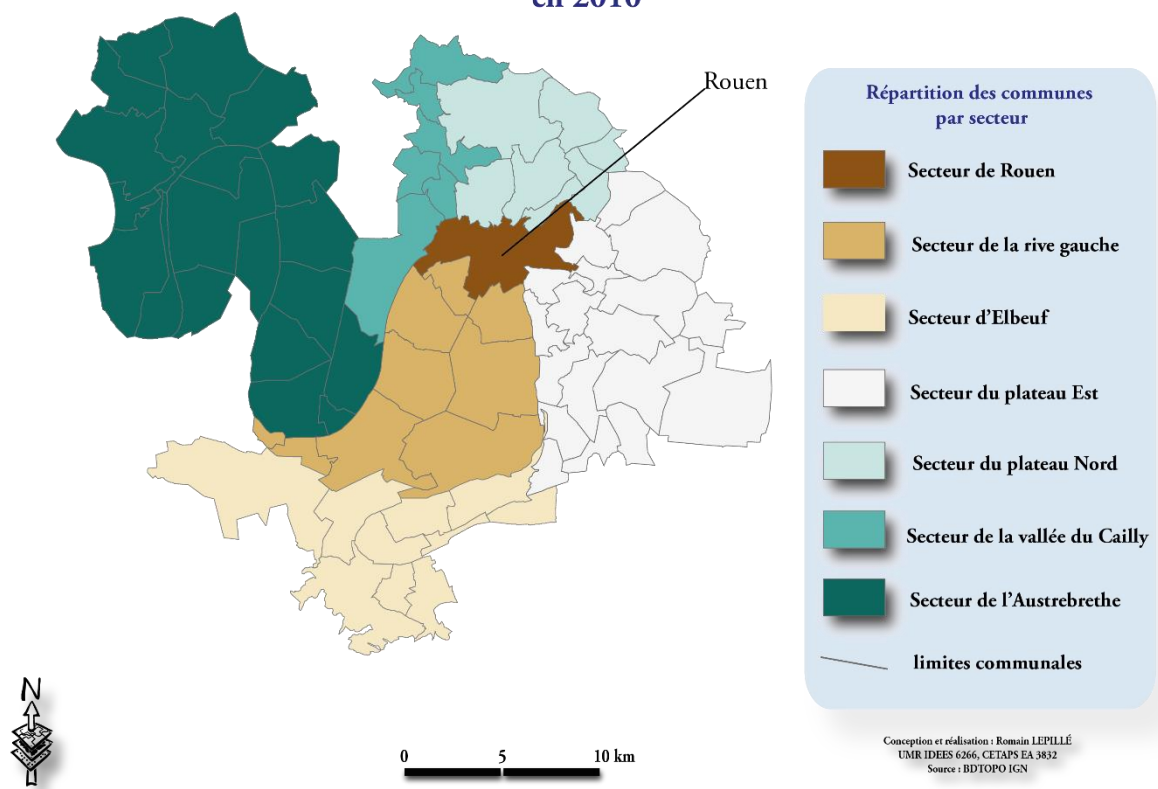 en 2016
Rouen
Répartition des communes
par secteur
Secteur de Rouen
Secteur de la rive gauche
Secteur d'Elbeuf
Secteur du plateau Est
Secteur du plateau Nord
Secteur de la vallée du Cailly
Secteur de l'Austrebrethe
limites communales
N
0 5 10 km
Conception et réalisation : Romain LEPILLÉ
UMR IDEES 6266, CETAPS EA 3832
Source : BDTOPO IGN